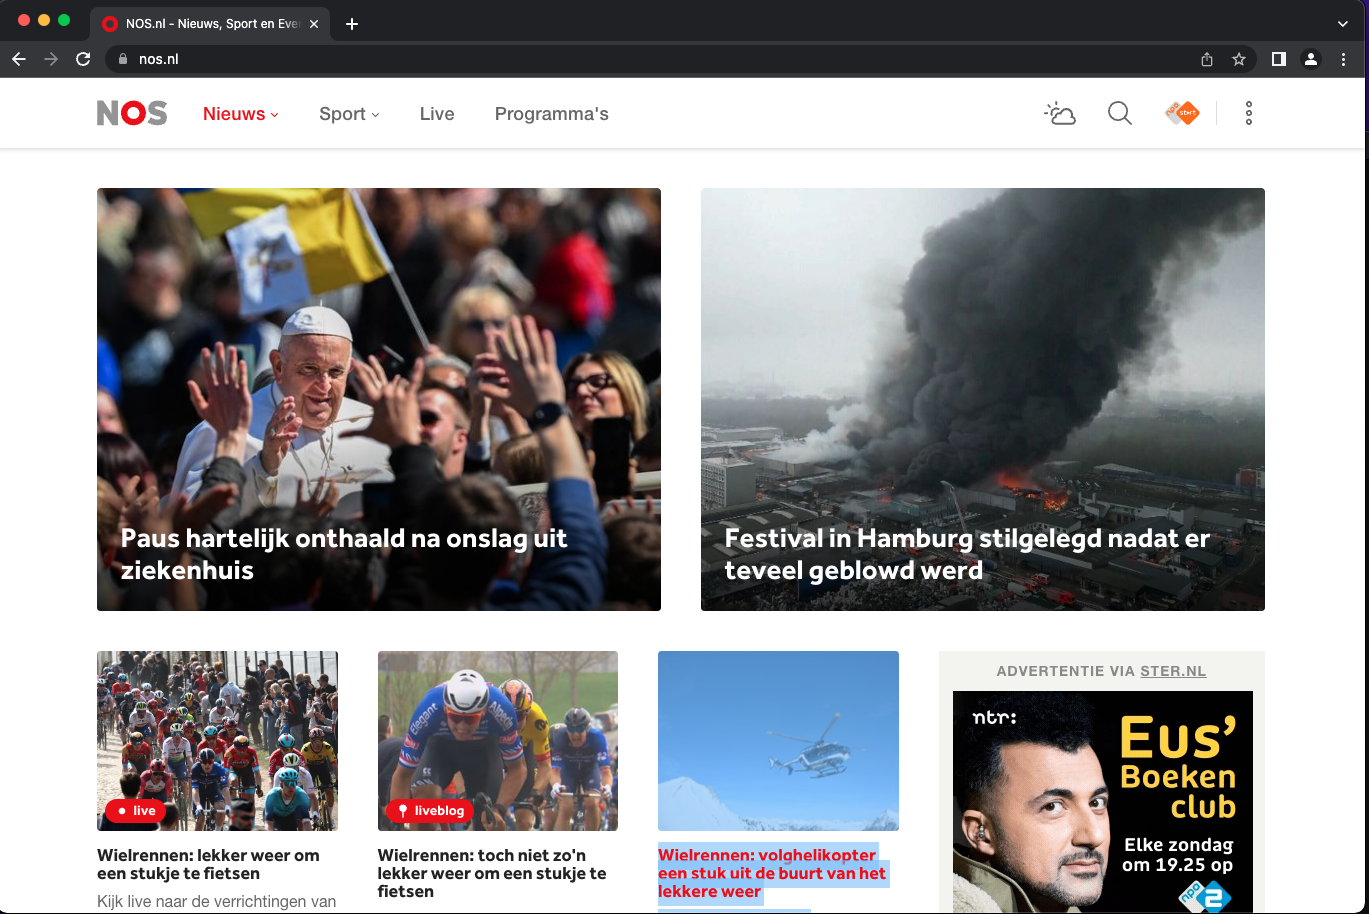 NOS.nl - Nieuws, Sport en Eve
nos.nl
NOS
Nieuws
Sport
Live
Programma's
npo
start
Paus hartelijk onthaald na onslag uit
ziekenhuis
Festival in Hamburg stilgelegd nadat er
teveel geblowd werd
live
Wielrennen: lekker weer om
een stukje te fietsen
Kijk live naar de verrichtingen van
Elegant
Alpecin
liveblog
Wielrennen: toch niet zo'n
lekker weer om een stukje te
fietsen
Wielrennen: volghelikopter
een stuk uit de buurt van het
lekkere weer
ADVERTENTIE VIA STER.NL
ntr:
Eus'
Boeken
club
Elke zondag
om 19.25 op
npo
2